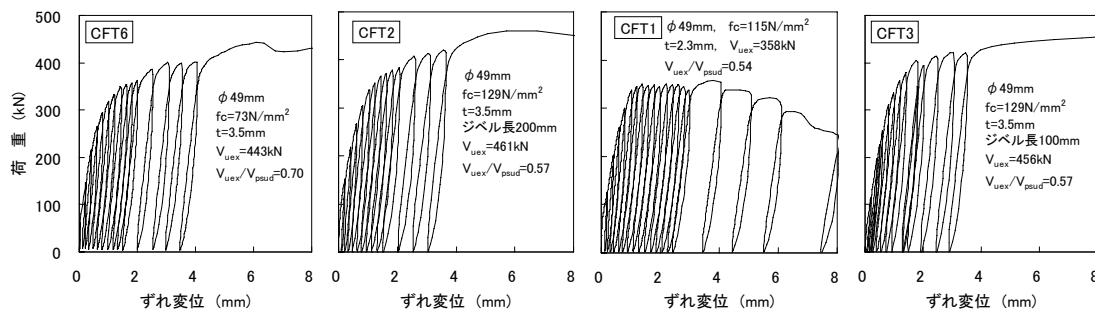 500
400
300
200
100
0
荷 重 (kN)
CFT6
φ49mm
fc=73N/mm²
t=3.5mm
Vuex=443kN
Vuex/Vpsud=0.70
0 2 4 6 8
ずれ変位 (mm)
CFT2
φ49mm
fc=129N/mm²
t=3.5mm
ジベル長200mm
Vuex=461kN
Vuex/Vpsud=0.57
0 2 4 6 8
ずれ変位 (mm)
CFT1
φ49mm, fc=115N/mm²
t=2.3mm, Vuex=358kN
Vuex/Vpsud=0.54
0 2 4 6 8
ずれ変位 (mm)
CFT3
φ49mm
fc=129N/mm²
t=3.5mm
ジベル長100mm
Vuex=456kN
Vuex/Vpsud=0.57
0 2 4 6 8
ずれ変位 (mm)